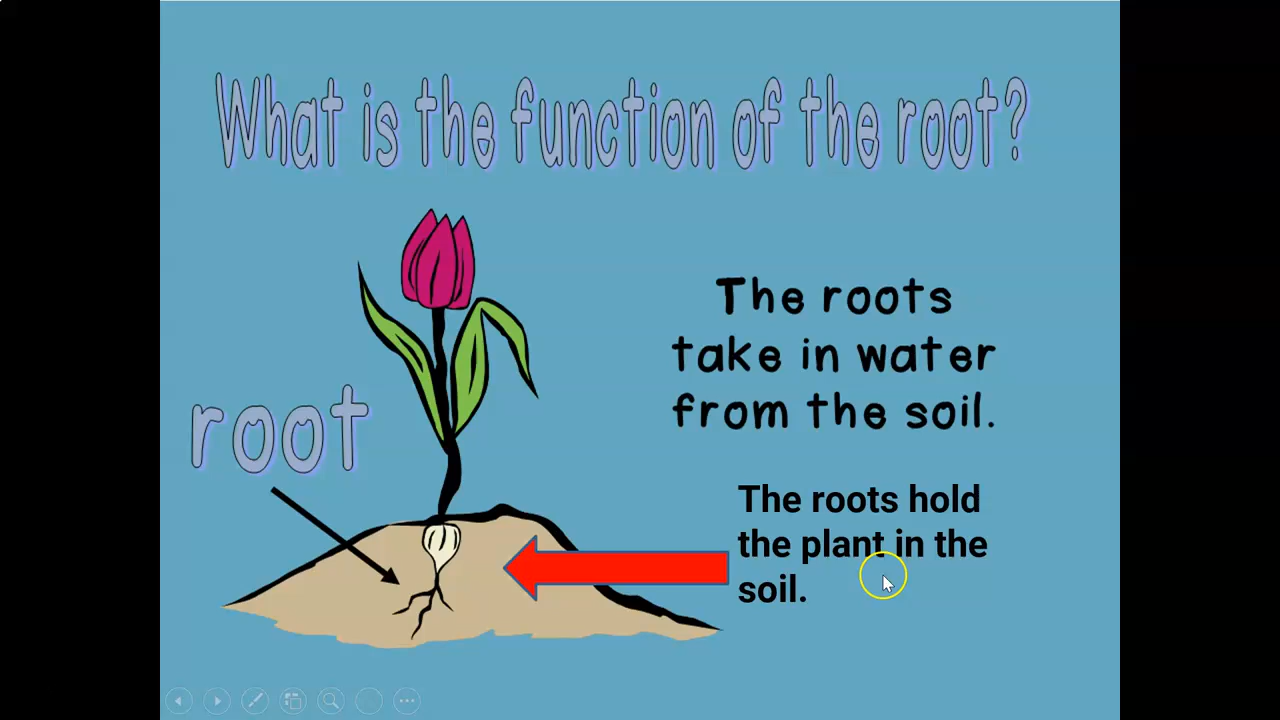 What is the function of the root?
The roots
take in water
from the soil.
root
The roots hold
the plant in the
soil.